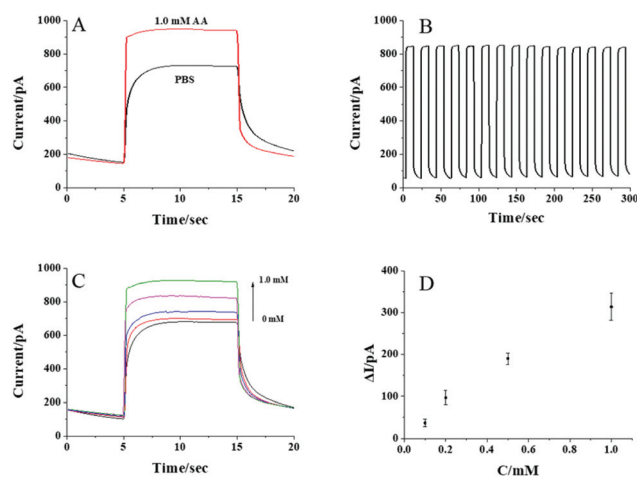 A
1.0 mM AA
PBS
Current/pA
1000
800
600
400
200
0
0
5
10
15
20
Time/sec
B
Current/pA
1000
800
600
400
200
0
0
50
100
150
200
250
300
Time/sec
C
1.0 mM
0 mM
Current/pA
1000
800
600
400
200
0
0
5
10
15
20
Time/sec
D
ΔI/pA
400
300
200
100
0
0.0
0.2
0.4
0.6
0.8
1.0
C/mM